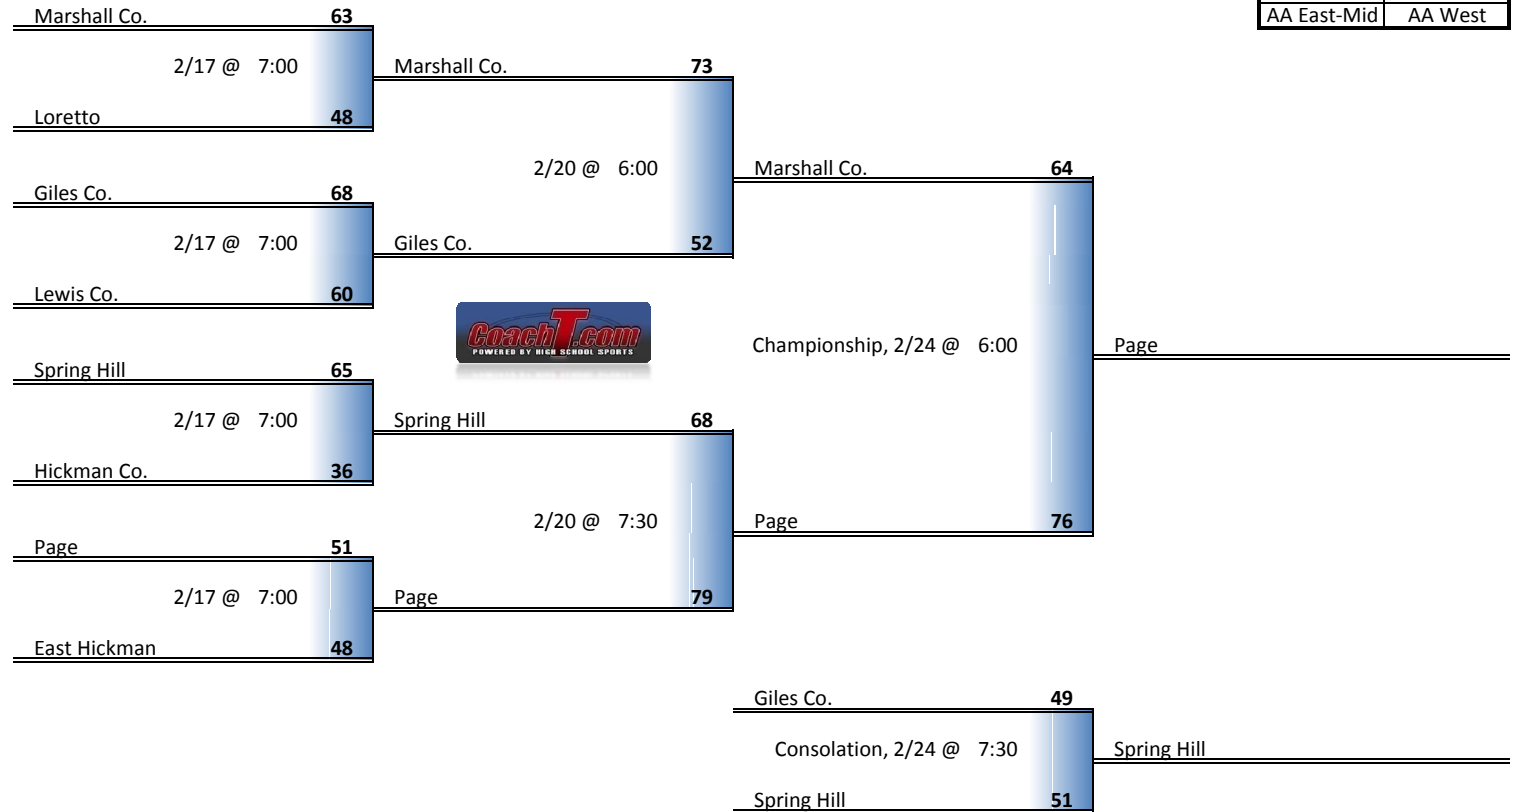 Marshall Co. 63
AA East-Mid AA West
2/17 @ 7:00
Marshall Co. 73
Loretto 48
2/20 @ 6:00
Marshall Co. 64
Giles Co. 68
2/17 @ 7:00
Giles Co. 52
Lewis Co. 60
CoachT.com
POWERED BY HIGH SCHOOL SPORTS
Championship, 2/24 @ 6:00
Page
Spring Hill 65
2/17 @ 7:00
Spring Hill 68
Hickman Co. 36
2/20 @ 7:30
Page 76
Page 51
2/17 @ 7:00
Page 79
East Hickman 48
Giles Co. 49
Consolation, 2/24 @ 7:30
Spring Hill
Spring Hill 51